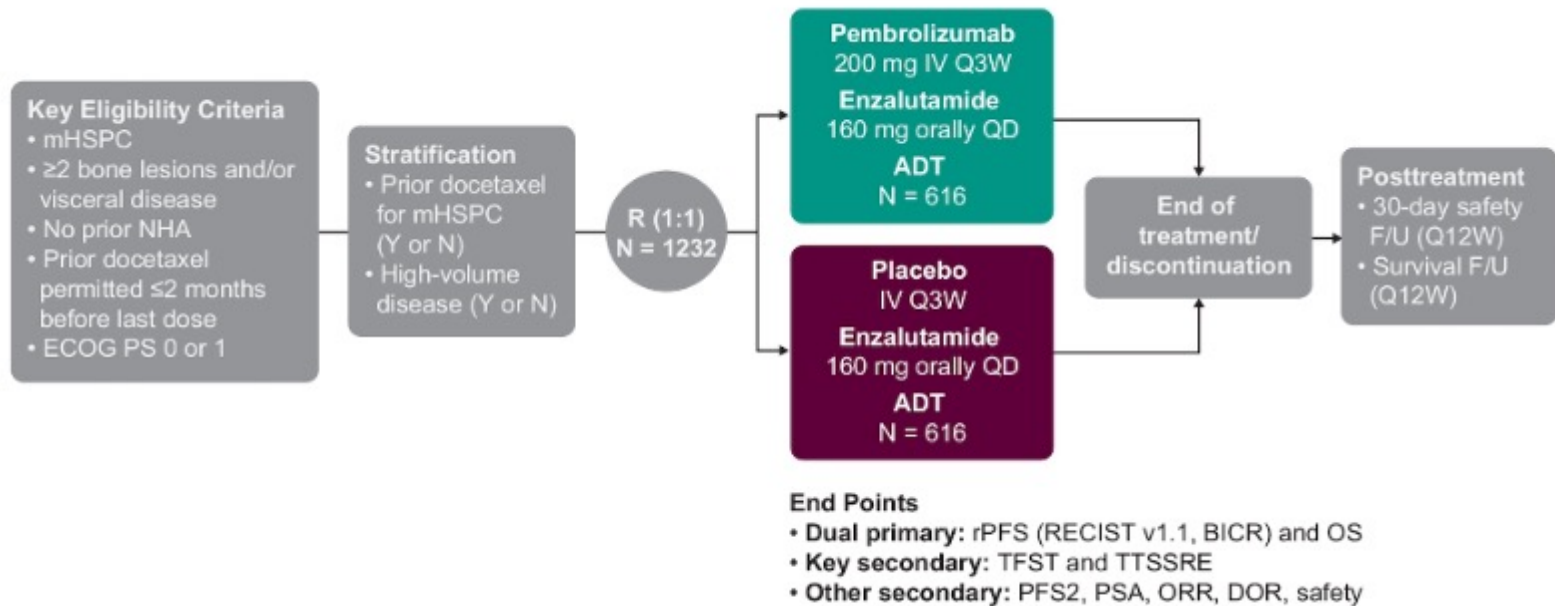 Key Eligibility Criteria
• mHSPC
• ≥2 bone lesions and/or
visceral disease
• No prior NHA
• Prior docetaxel
permitted ≤2 months
before last dose
• ECOG PS 0 or 1
Stratification
• Prior docetaxel
for mHSPC
(Y or N)
• High-volume
disease (Y or N)
R (1:1)
N = 1232
Pembrolizumab
200 mg IV Q3W
Enzalutamide
160 mg orally QD
ADT
N = 616
Placebo
IV Q3W
Enzalutamide
160 mg orally QD
ADT
N = 616
End of
treatment/
discontinuation
Posttreatment
• 30-day safety
F/U (Q12W)
• Survival F/U
(Q12W)
End Points
• Dual primary: rPFS (RECIST v1.1, BICR) and OS
• Key secondary: TFST and TTSSRE
• Other secondary: PFS2, PSA, ORR, DOR, safety